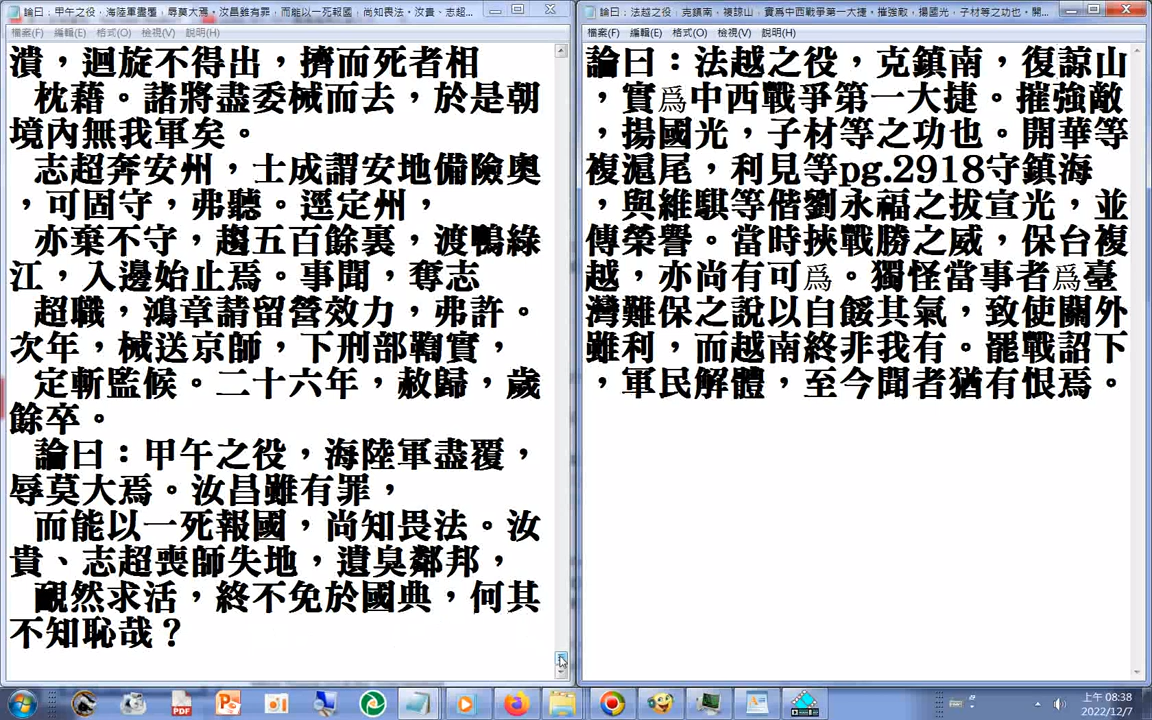 論曰：甲午之役，海陸軍盡覆，辱莫大焉。汝昌雖有罪，而能以一死報國，尚知畏法。汝貴、志超...
檔案(F) 編輯(E) 格式(O) 檢視(V) 說明(H)
潰，迴旋不得出，擠而死者相
枕藉。諸將盡委械而去，於是朝
境內無我軍矣。
志超奔安州，士成謂安地備險奧
，可固守，弗聽。逕定州，
亦棄不守，趨五百餘裏，渡鴨綠
江，入邊始止焉。事聞，奪志
超職，鴻章請留營效力，弗許。
次年，械送京師，下刑部鞫實，
定斬監候。二十六年，赦歸，歲
餘卒。
論曰：甲午之役，海陸軍盡覆，
辱莫大焉。汝昌雖有罪，
而能以一死報國，尚知畏法。汝
貴、志超喪師失地，遺臭鄰邦，
靦然求活，終不免於國典，何其
不知恥哉？
論曰：法越之役，克鎮南、複諒山，實爲中西戰爭第一大捷。摧強敵，揚國光，子材等之功也。開...
檔案(F) 編輯(E) 格式(O) 檢視(V) 說明(H)
論曰：法越之役，克鎮南，復諒山
，實爲中西戰爭第一大捷。摧強敵
，揚國光，子材等之功也。開華等
複滬尾，利見等pg.2918守鎮海
，與維騏等偕劉永福之拔宣光，並
傳榮譽。當時挾戰勝之威，保台複
越，亦尚有可爲。獨怪當事者爲臺
灣難保之說以自餒其氣，致使關外
雖利，而越南終非我有。罷戰詔下
，軍民解體，至今聞者猶有恨焉。
上午 08:38
2022/12/7